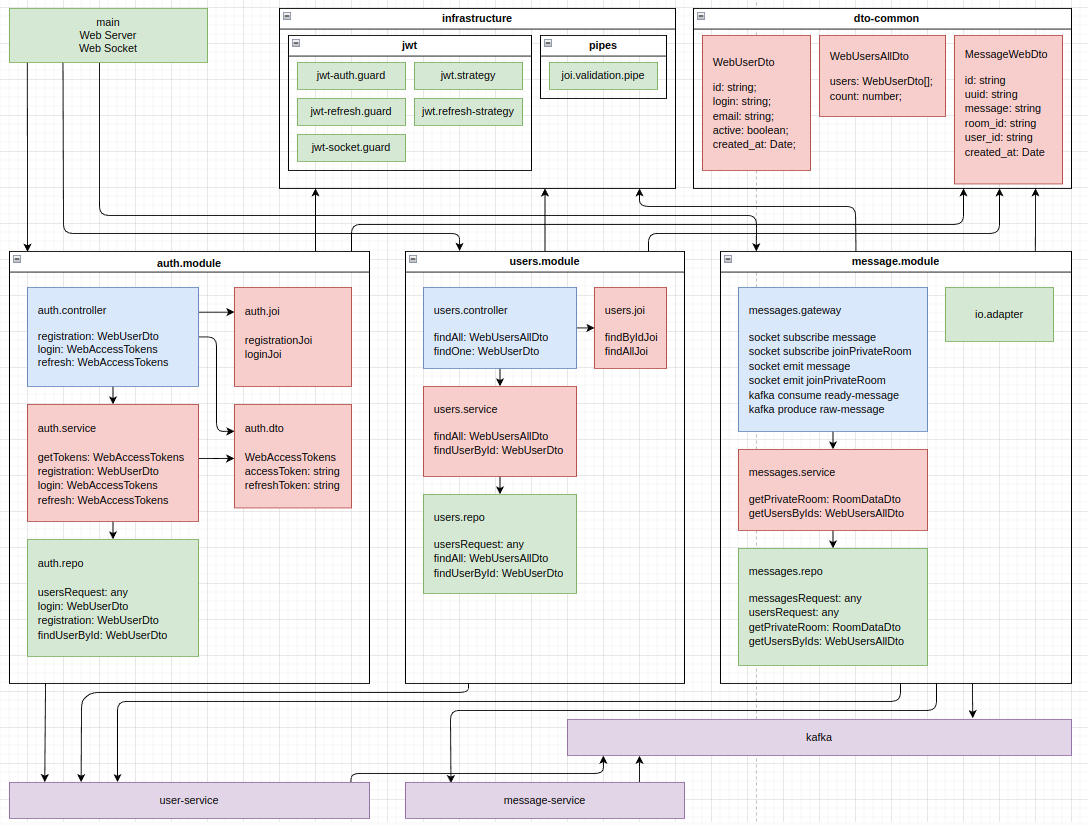 main
Web Server
Web Socket
infrastructure
jwt
jwt-auth.guard
jwt.strategy
jwt-refresh.guard
jwt.refresh-strategy
jwt-socket.guard
pipes
joi.validation.pipe
dto-common
WebUserDto
id: string;
login: string;
email: string;
active: boolean;
created_at: Date;
WebUsersAllDto
users: WebUserDto[];
count: number;
MessageWebDto
id: string
uuid: string
message: string
room_id: string
user_id: string
created_at: Date
auth.module
auth.controller
registration: WebUserDto
login: WebAccessTokens
refresh: WebAccessTokens
auth.joi
registrationJoi
loginJoi
auth.service
getTokens: WebAccessTokens
registration: WebUserDto
login: WebAccessTokens
refresh: WebAccessTokens
auth.dto
WebAccessTokens
accessToken: string
refreshToken: string
auth.repo
usersRequest: any
login: WebUserDto
registration: WebUserDto
findUserById: WebUserDto
users.module
users.controller
findAll: WebUsersAllDto
findOne: WebUserDto
users.joi
findByIdJoi
findAllJoi
users.service
findAll: WebUsersAllDto
findUserById: WebUserDto
users.repo
usersRequest: any
findAll: WebUsersAllDto
findUserById: WebUserDto
message.module
messages.gateway
socket subscribe message
socket subscribe joinPrivateRoom
socket emit message
socket emit joinPrivateRoom
kafka consume ready-message
kafka produce raw-message
io.adapter
messages.service
getPrivateRoom: RoomDataDto
getUsersByIds: WebUsersAllDto
messages.repo
messagesRequest: any
usersRequest: any
getPrivateRoom: RoomDataDto
getUsersByIds: WebUsersAllDto
kafka
user-service
message-service